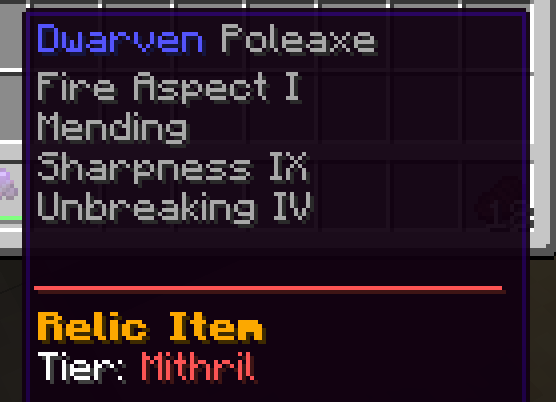 Dwarven Poleaxe
Fire Aspect I
Mending
Sharpness IX
Unbreaking IV
Relic Item
Tier: Mithril